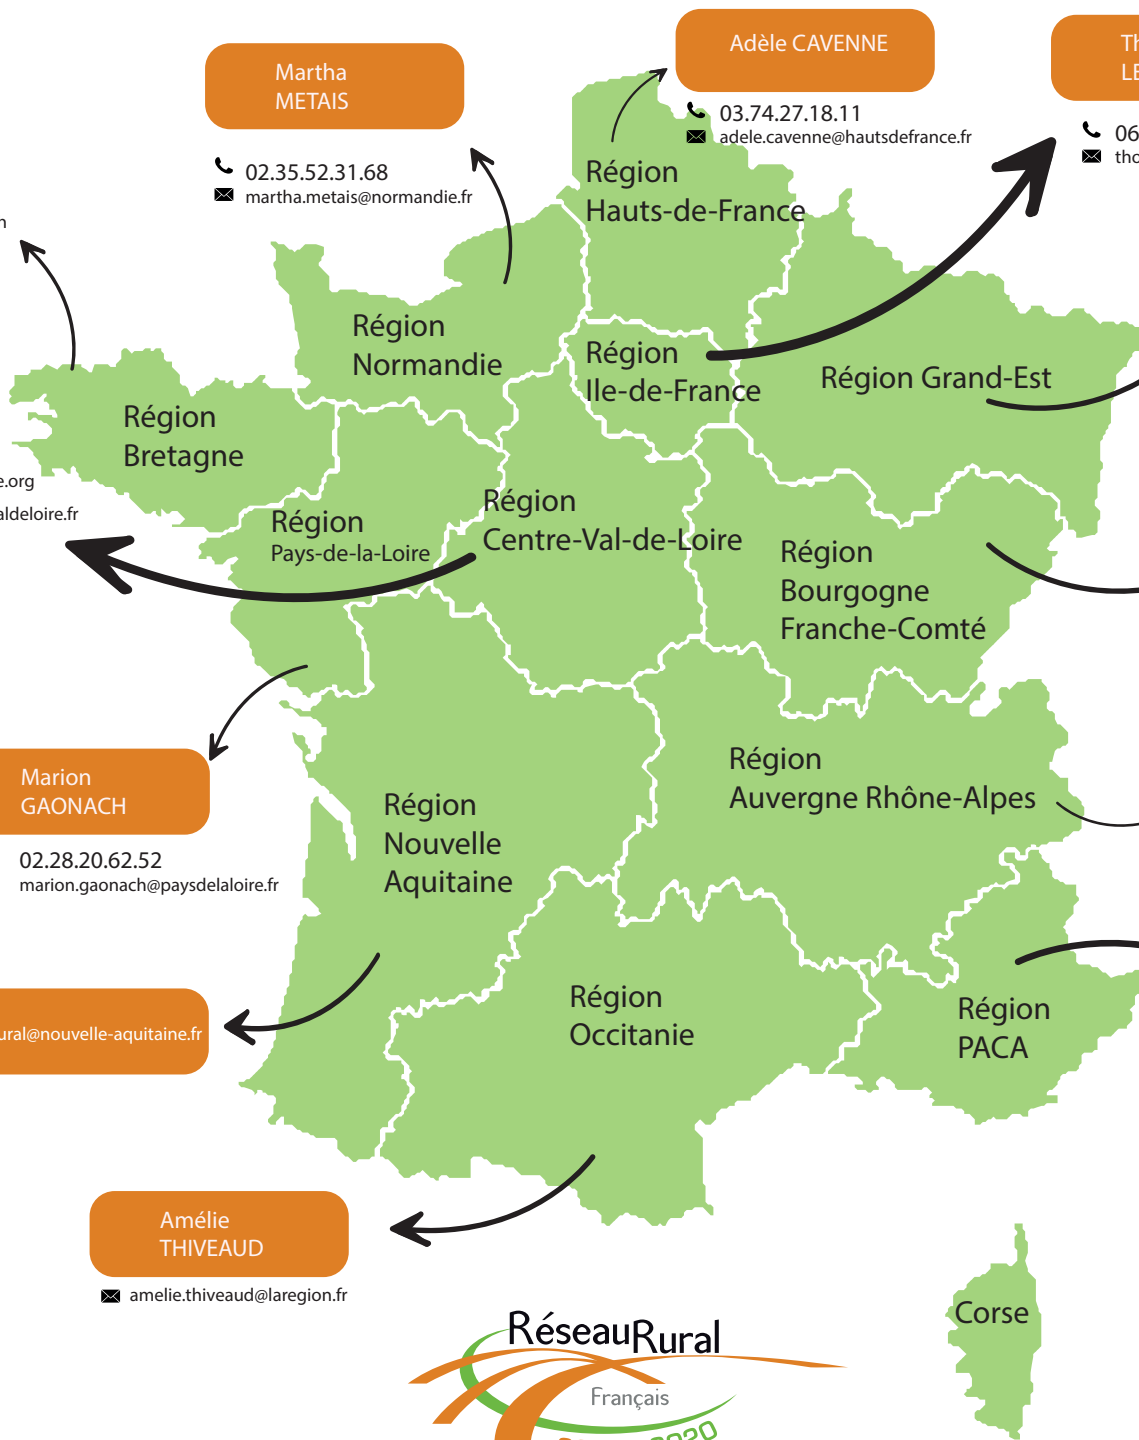 Adèle CAVENNE
03.74.27.18.11
adele.cavenne@hautsdefrance.fr
06
Martha
METAIS
02.35.52.31.68
martha.metais@normandie.fr
Région
Hauts-de-France
Région
Normandie
Région
Ile-de-France
Région Grand-Est
Région
Bretagne
e.org
aldeloire.fr
Région
Pays-de-la-Loire
Région
Centre-Val-de-Loire
Région
Bourgogne
Franche-Comté
Marion
GAONACH
02.28.20.62.52
marion.gaonach@paysdelaloire.fr
Région
Auvergne Rhône-Alpes
Région
Nouvelle
Aquitaine
ural@nouvelle-aquitaine.fr
Région
Occitanie
Région
PACA
Amélie
THIVEAUD
amelie.thiveaud@laregion.fr
Corse
RéseauRural
Français